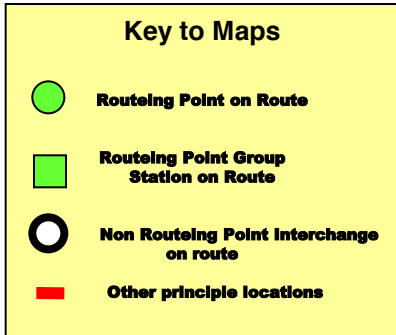 Key to Maps
Routeing Point on Route
Routeing Point Group
Station on Route
Non Routeing Point Interchange
on route
Other principle locations